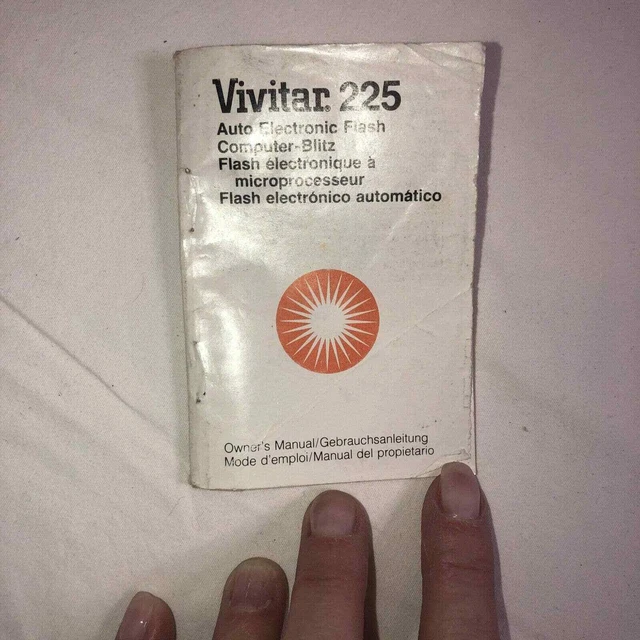 Vivitar® 225
Auto Electronic Flash
Computer-Blitz
Flash électronique à
microprocesseur
Flash electrónico automático
Owner's Manual/Gebrauchsanleitung
Mode d'emploi/Manual del propietario